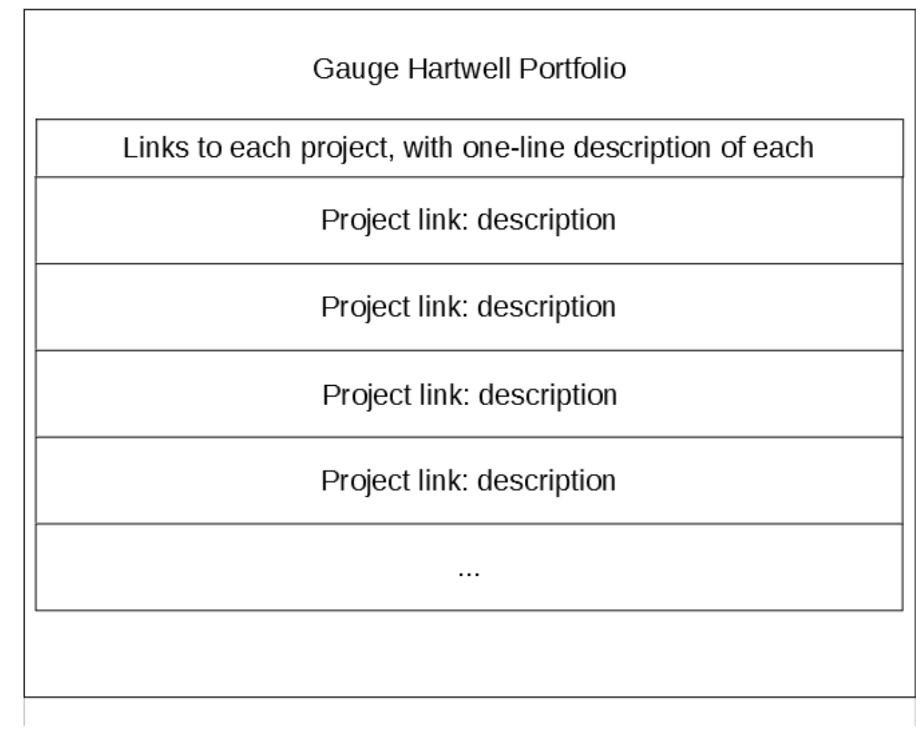 Gauge Hartwell Portfolio
Links to each project, with one-line description of each
Project link: description
Project link: description
Project link: description
Project link: description
...